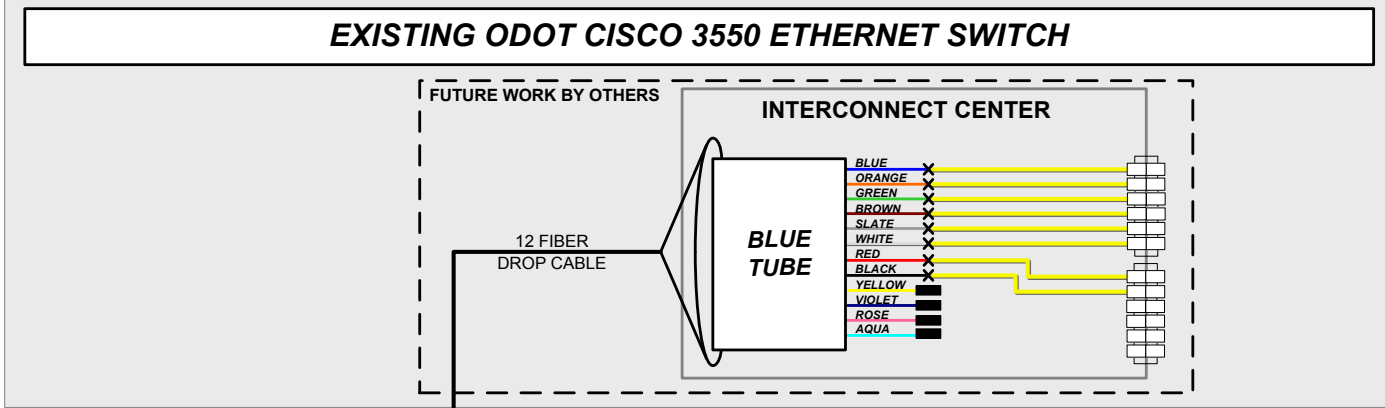 EXISTING ODOT CISCO 3550 ETHERNET SWITCH
FUTURE WORK BY OTHERS
INTERCONNECT CENTER
12 FIBER
DROP CABLE
BLUE
TUBE
BLUE
ORANGE
GREEN
BROWN
SLATE
WHITE
RED
BLACK
YELLOW
VIOLET
ROSE
AQUA